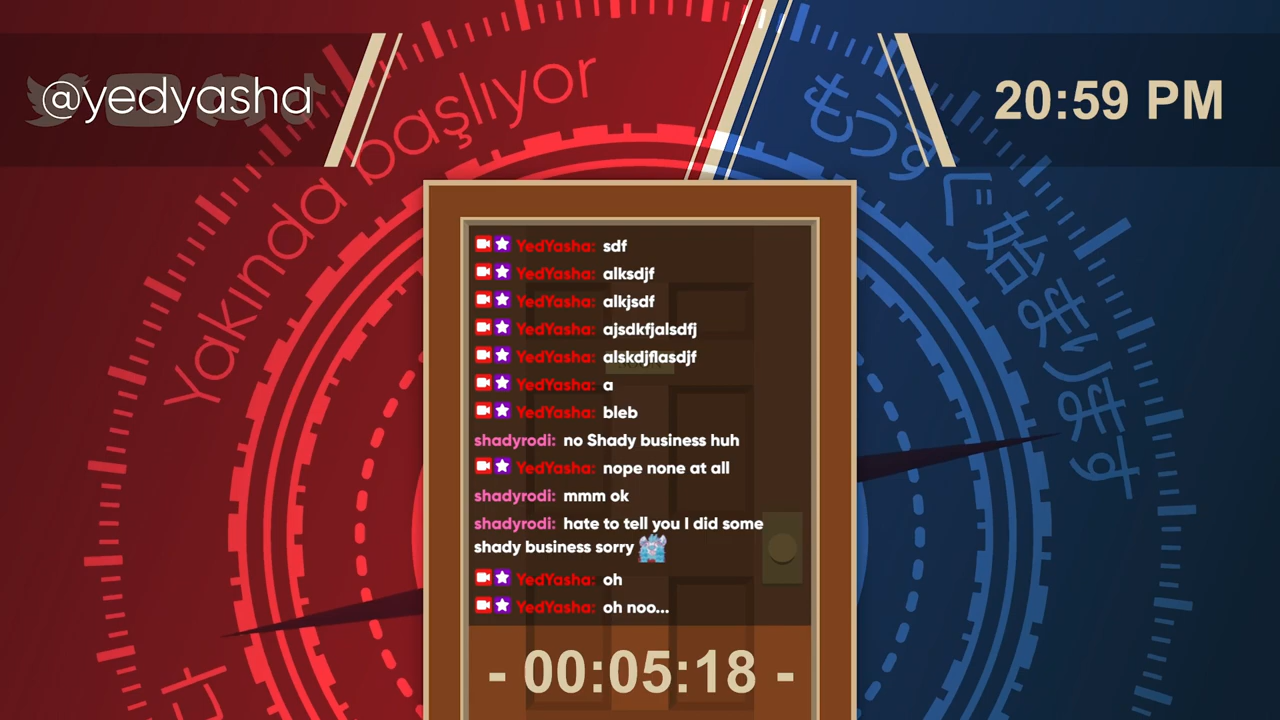 @yedyasha
Yakında başlıyor
もうすぐ始まります
20:59 PM
YedYasha: sdf
YedYasha: alksdjf
YedYasha: alkjsdf
YedYasha: ajsdkfjalsdfj
YedYasha: alskdjflasdjf
YedYasha: a
YedYasha: bleb
shadyrodi: no Shady business huh
YedYasha: nope none at all
shadyrodi: mmm ok
shadyrodi: hate to tell you I did some
shady business sorry
YedYasha: oh
YedYasha: oh noo...
- 00:05:18 -